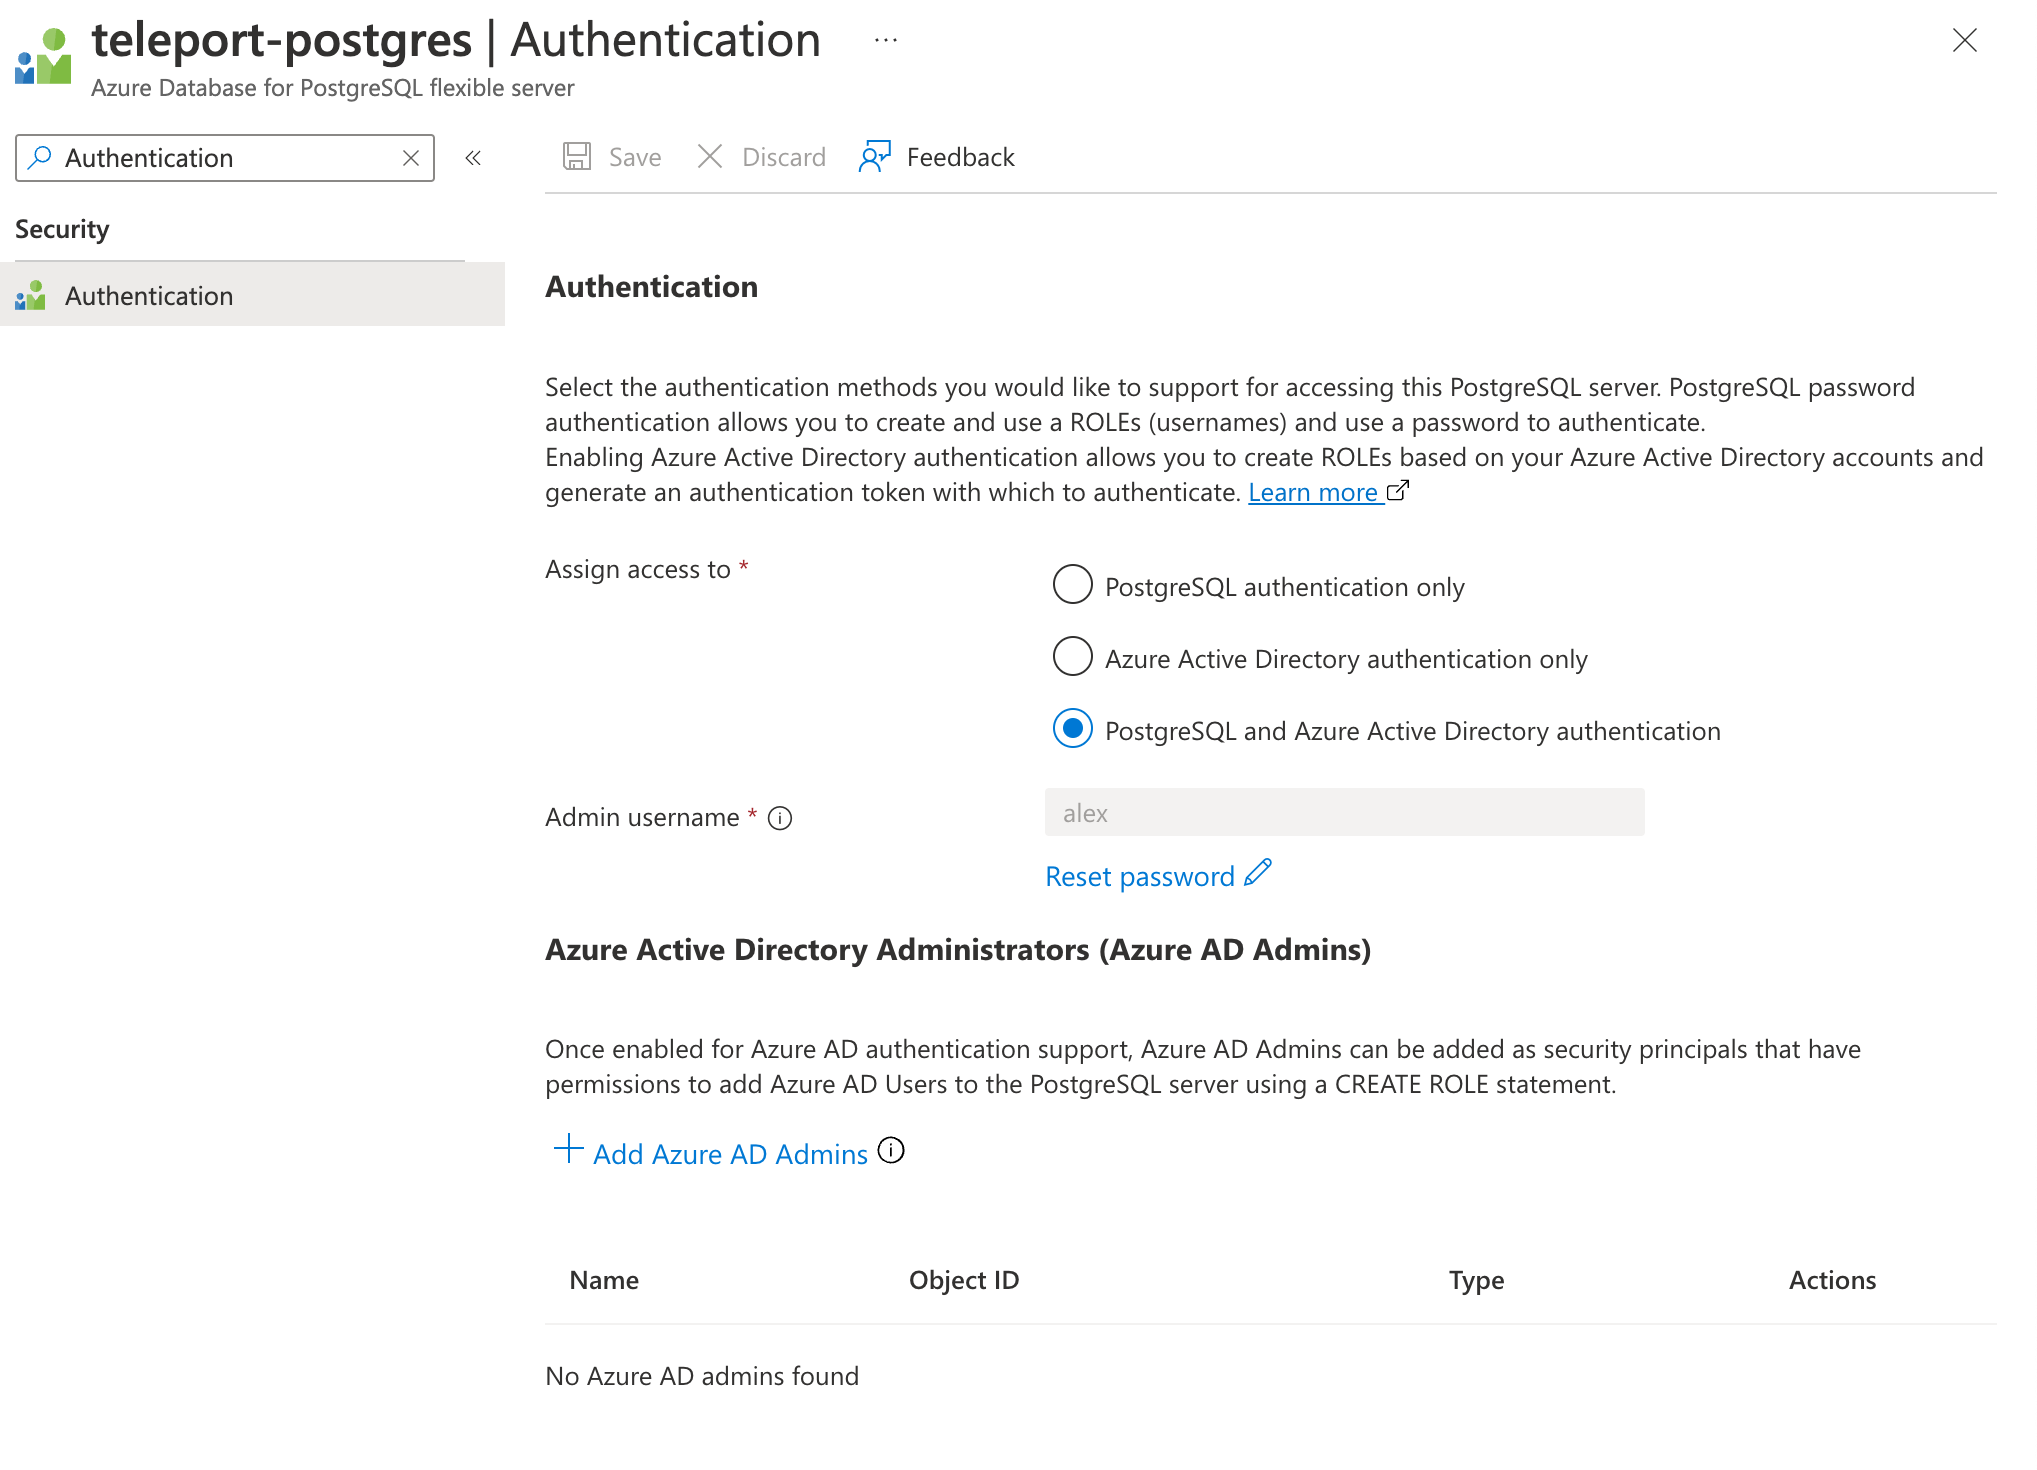 teleport-postgres | Authentication ...
Azure Database for PostgreSQL flexible server
Authentication
Save Discard Feedback
Security
Authentication
Authentication
Select the authentication methods you would like to support for accessing this PostgreSQL server. PostgreSQL password
authentication allows you to create and use a ROLEs (usernames) and use a password to authenticate.
Enabling Azure Active Directory authentication allows you to create ROLEs based on your Azure Active Directory accounts and
generate an authentication token with which to authenticate. Learn more
Assign access to *
PostgreSQL authentication only
Azure Active Directory authentication only
PostgreSQL and Azure Active Directory authentication
Admin username *
alex
Reset password
Azure Active Directory Administrators (Azure AD Admins)
Once enabled for Azure AD authentication support, Azure AD Admins can be added as security principals that have
permissions to add Azure AD Users to the PostgreSQL server using a CREATE ROLE statement.
Add Azure AD Admins
Name Object ID Type Actions
No Azure AD admins found